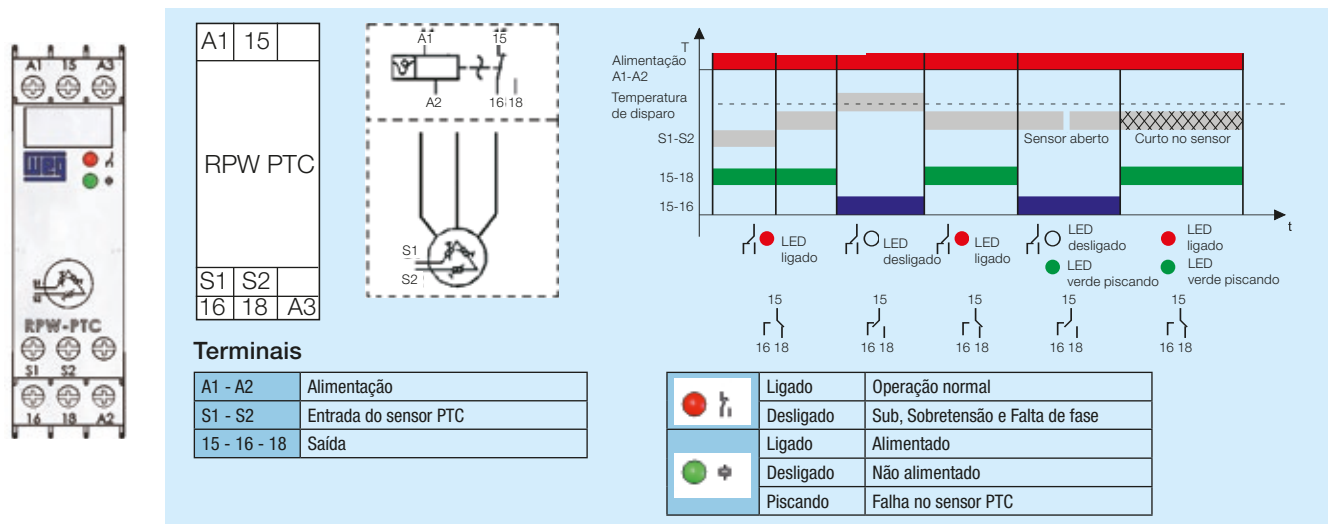 A1 15 A3
WEG
RPW-PTC
S1 S2
16 18 A2
A1 15
RPW PTC
S1 S2
16 18 A3
A1 15
A2 16 18
S1
S2
T
Alimentação
A1-A2
Temperatura
de disparo
S1-S2
Sensor aberto
Curto no sensor
15-18
15-16
t
LED
ligado
LED
desligado
LED
ligado
LED
desligado
LED
verde piscando
LED
ligado
LED
verde piscando
15
16 18
15
16 18
15
16 18
15
16 18
15
16 18
Terminais
A1 - A2 Alimentação
S1 - S2 Entrada do sensor PTC
15 - 16 - 18 Saída
Ligado Operação normal
Desligado Sub, Sobretensão e Falta de fase
Ligado Alimentado
Desligado Não alimentado
Piscando Falha no sensor PTC